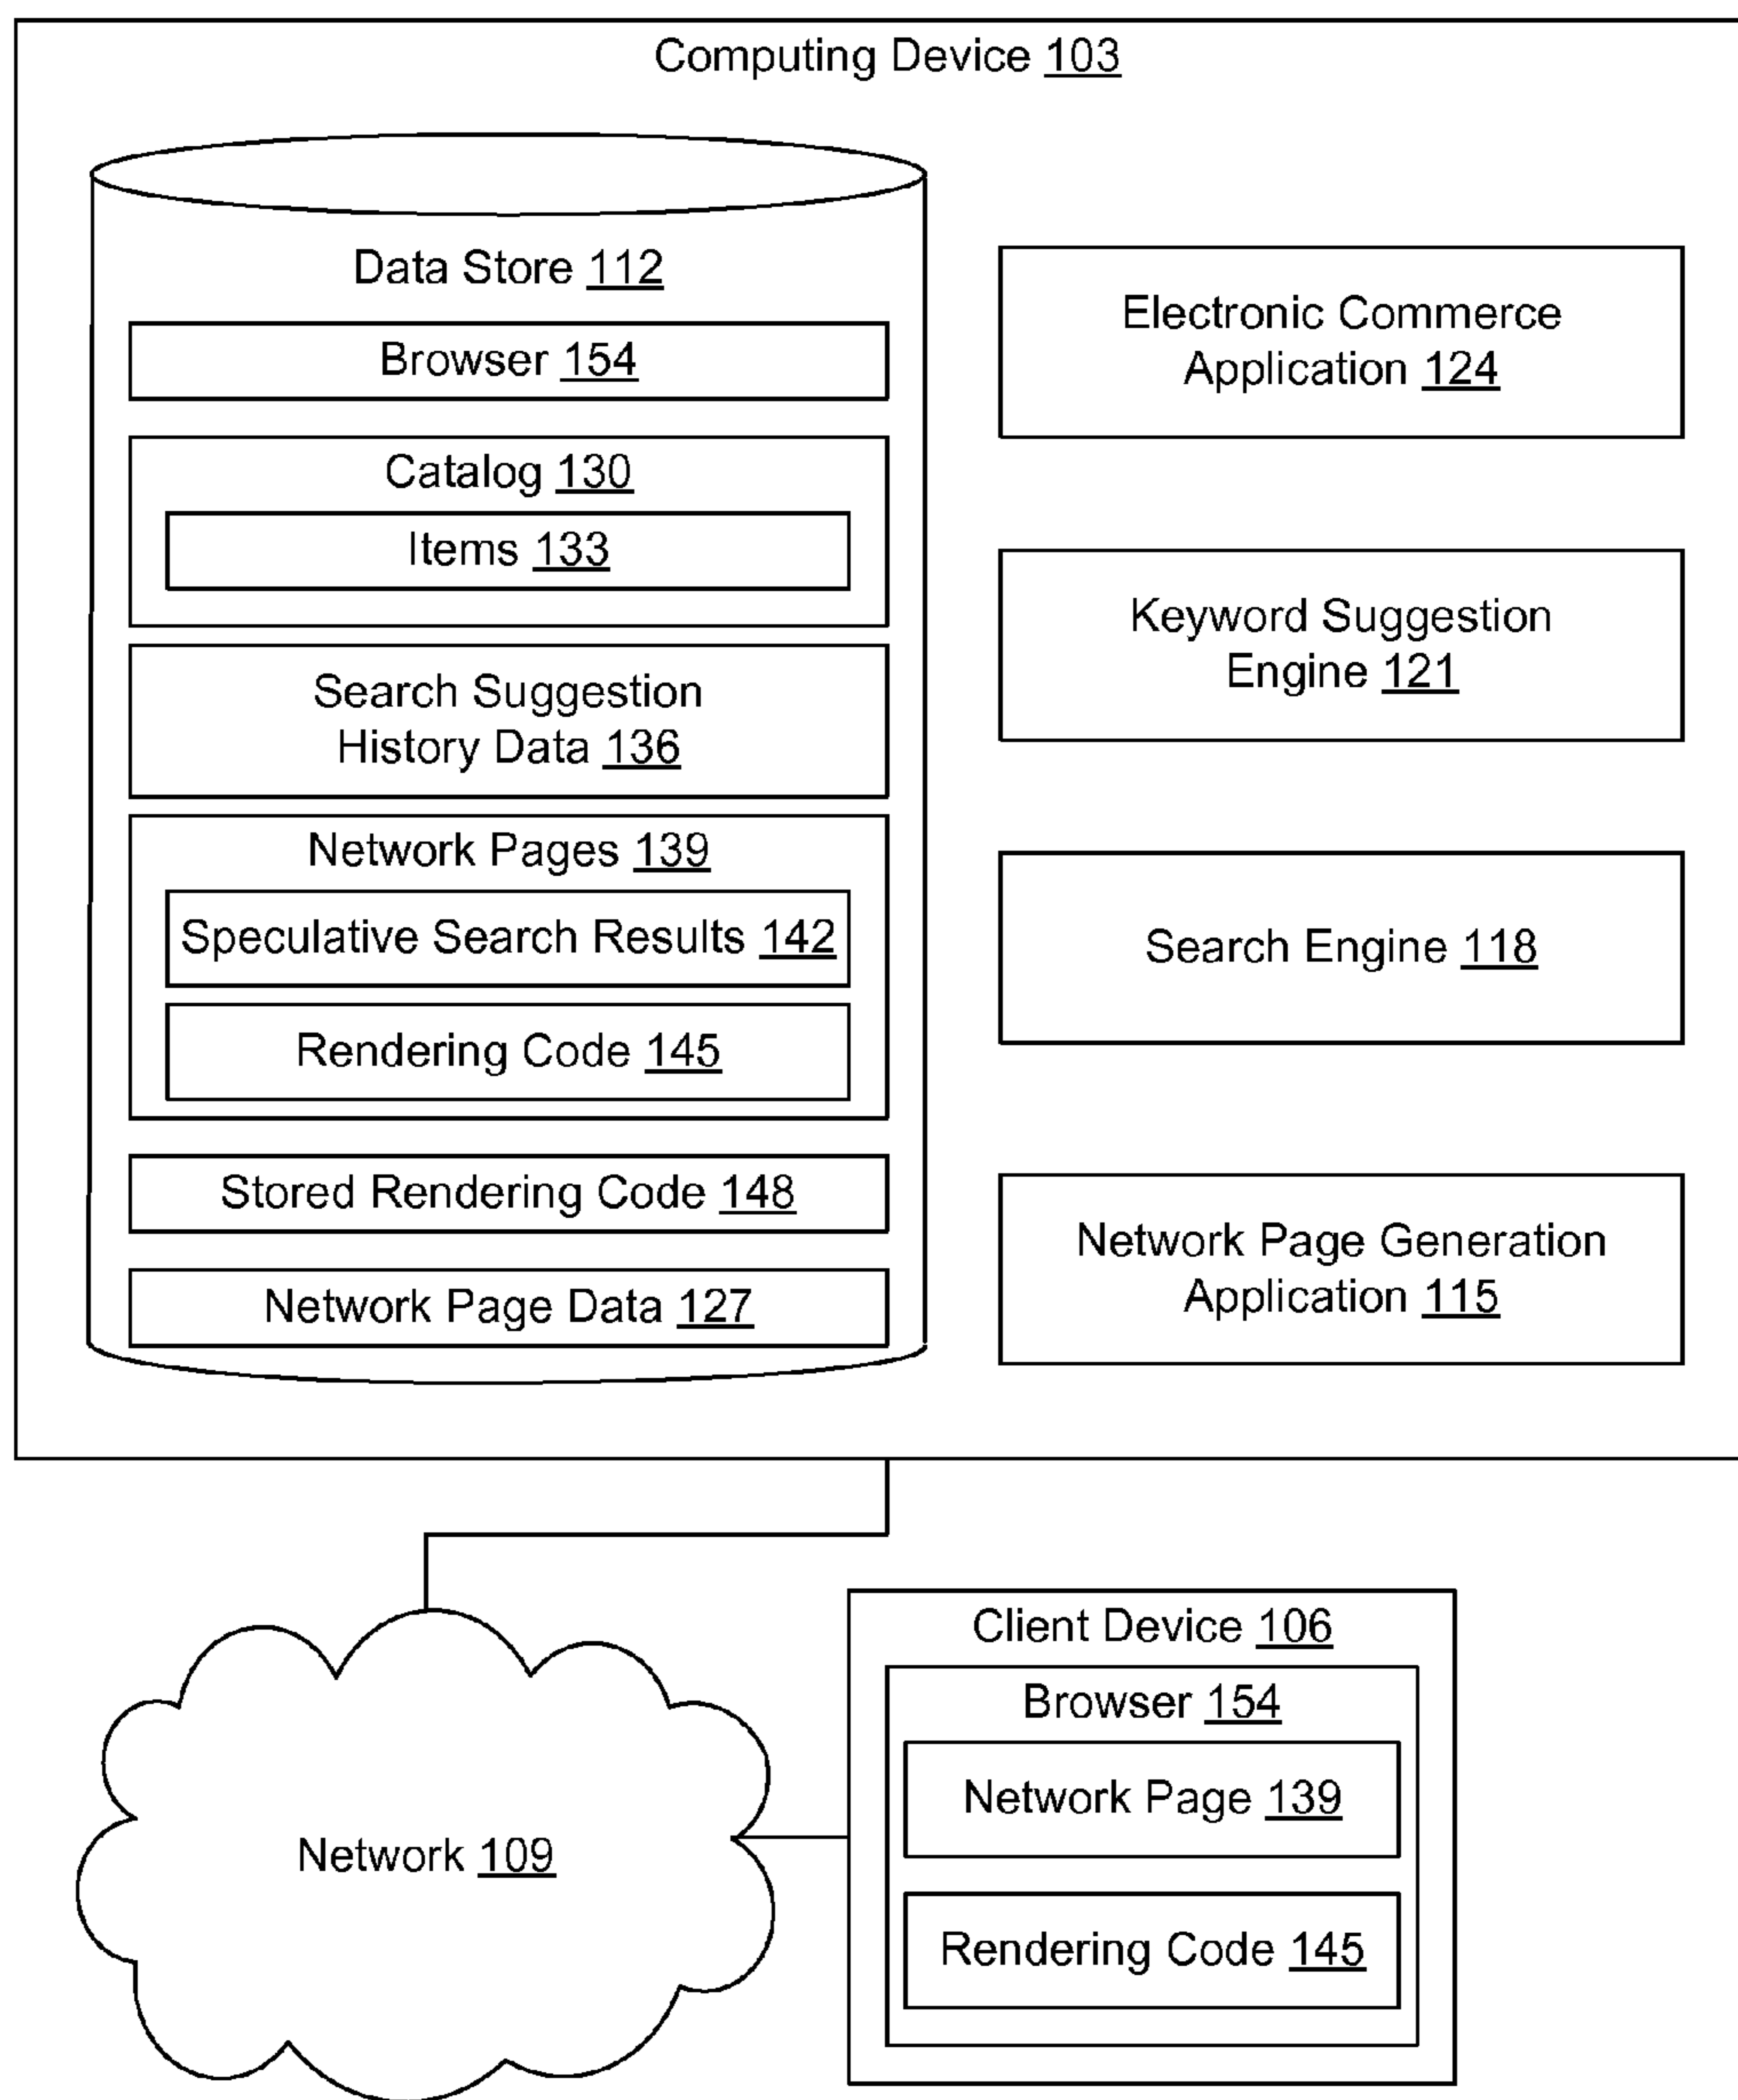 Computing Device 103
Data Store 112
Browser 154
Catalog 130
Items 133
Search Suggestion
History Data 136
Network Pages 139
Speculative Search Results 142
Rendering Code 145
Stored Rendering Code 148
Network Page Data 127
Electronic Commerce
Application 124
Keyword Suggestion
Engine 121
Search Engine 118
Network Page Generation
Application 115
Network 109
Client Device 106
Browser 154
Network Page 139
Rendering Code 145